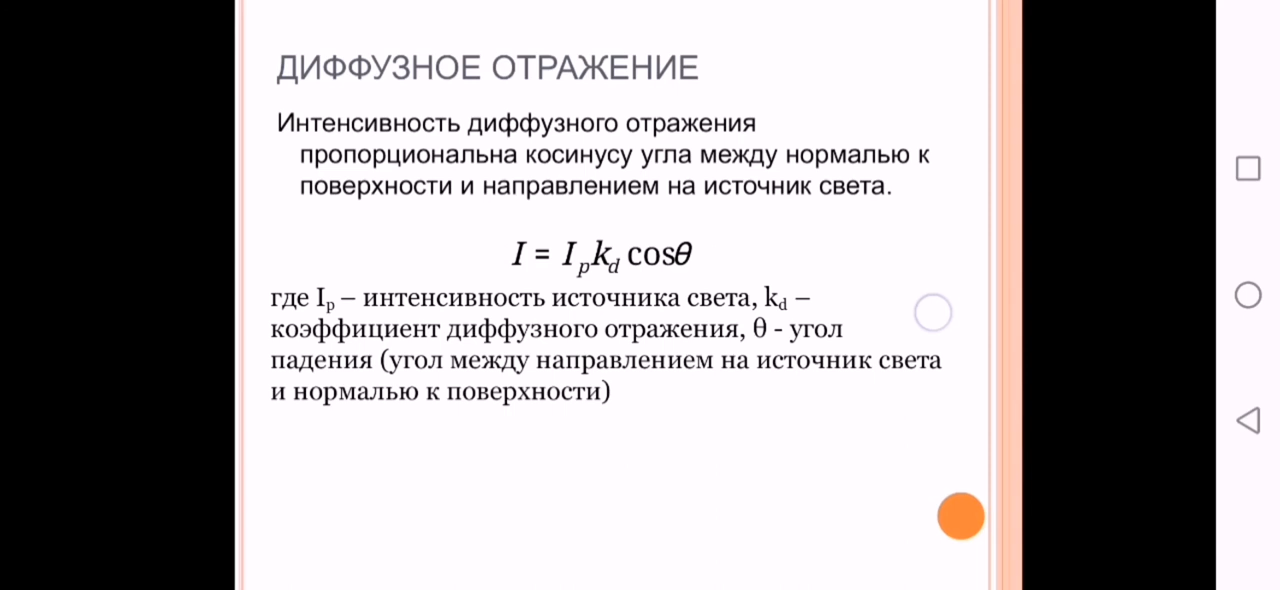 ДИФФУЗНОЕ ОТРАЖЕНИЕ
Интенсивность диффузного отражения
пропорциональна косинусу угла между нормалью к
поверхности и направлением на источник света.
I = I_p k_d cosθ
где I_p – интенсивность источника света, k_d –
коэффициент диффузного отражения, θ - угол
падения (угол между направлением на источник света
и нормалью к поверхности)